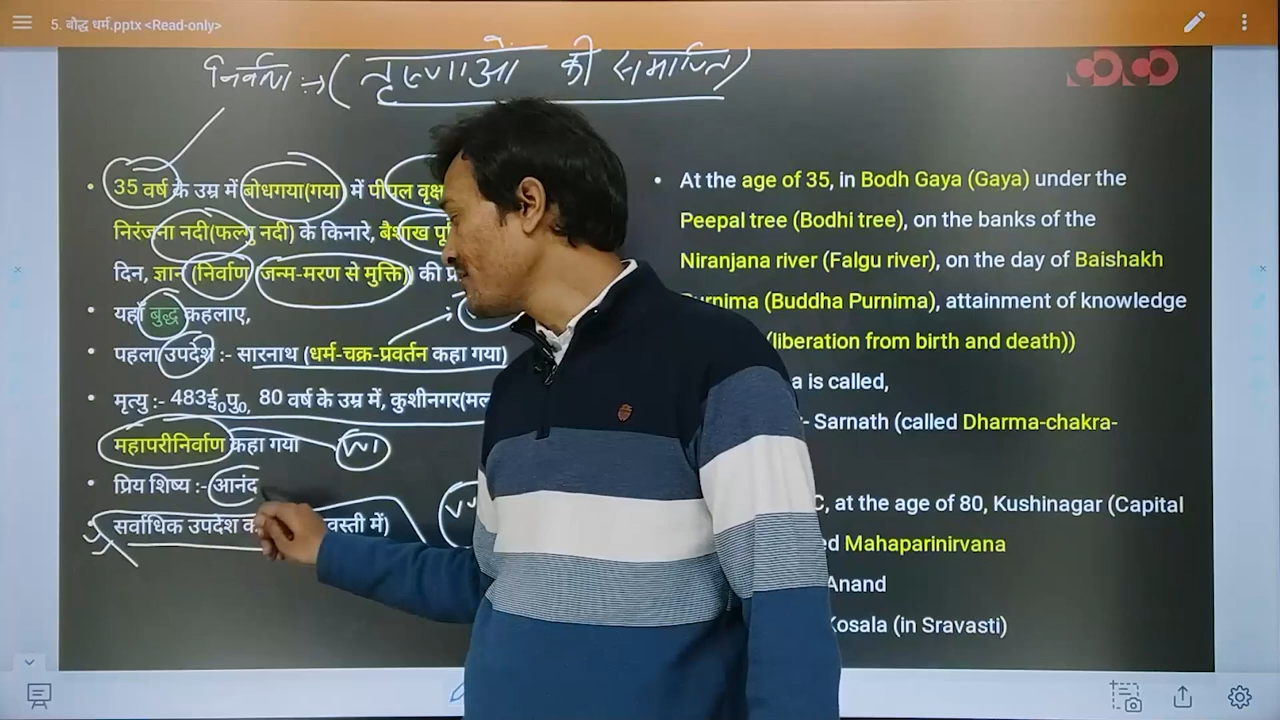 5. बौद्ध धर्म.pptx <Read-only>
निर्वाण :→ ( तृष्णाओं की समाप्ति )
• 35 वर्ष के उम्र में बोधगया(गया) में पीपल वृक्ष
निरंजना नदी(फल्गु नदी) के किनारे, बैशाख पू
दिन, ज्ञान (निर्वाण (जन्म-मरण से मुक्ति)) की प्र
• यहाँ बुद्ध कहलाए,
• पहला उपदेश :- सारनाथ (धर्म-चक्र-प्रवर्तन कहा गया)
• मृत्यु :- 483ई0पु0, 80 वर्ष के उम्र में, कुशीनगर(मल
महापरीनिर्वाण कहा गया
• प्रिय शिष्य :- आनंद
• सर्वाधिक उपदेश वस्ती में)
• At the age of 35, in Bodh Gaya (Gaya) under the
Peepal tree (Bodhi tree), on the banks of the
Niranjana river (Falgu river), on the day of Baishakh
Purnima (Buddha Purnima), attainment of knowledge
(liberation from birth and death))
a is called,
- Sarnath (called Dharma-chakra-
C, at the age of 80, Kushinagar (Capital
ed Mahaparinirvana
Anand
Kosala (in Sravasti)